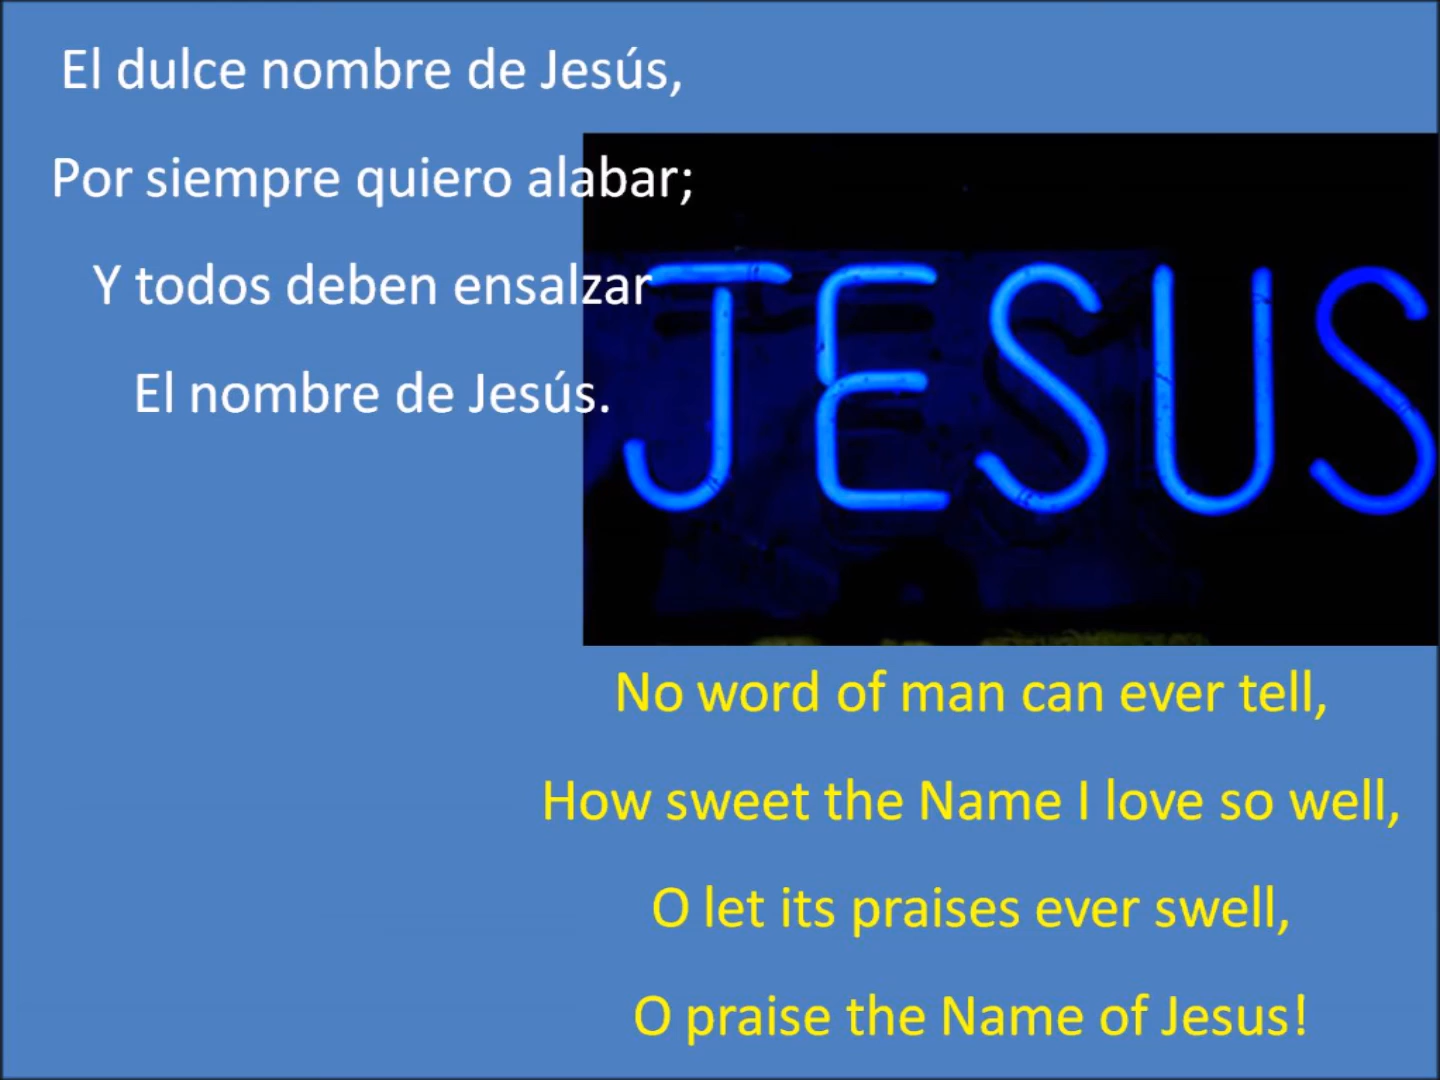 El dulce nombre de Jesús,
Por siempre quiero alabar;
Y todos deben ensalzar
El nombre de Jesús.
JESUS
No word of man can ever tell,
How sweet the Name I love so well,
O let its praises ever swell,
O praise the Name of Jesus!